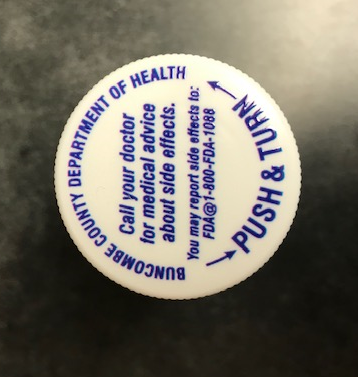 BUNCOMBE COUNTY DEPARTMENT OF HEALTH
Call your doctor
for medical advice
about side effects.
You may report side effects to:
FDA@1-800-FDA-1088
PUSH & TURN